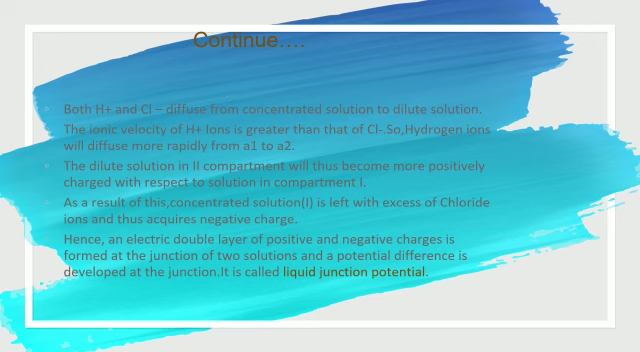 Continue….
Both H+ and Cl – diffuse from concentrated solution to dilute solution.
The ionic velocity of H+ Ions is greater than that of Cl-.So,Hydrogen ions
will diffuse more rapidly from a1 to a2.
The dilute solution in II compartment will thus become more positively
charged with respect to solution in compartment I.
As a result of this,concentrated solution(I) is left with excess of Chloride
ions and thus acquires negative charge.
Hence, an electric double layer of positive and negative charges is
formed at the junction of two solutions and a potential difference is
developed at the junction.It is called liquid junction potential.